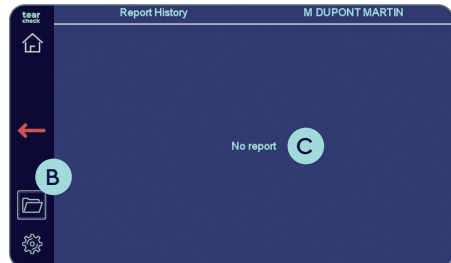 tear
check
Report History
M DUPONT MARTIN
No report
C
B